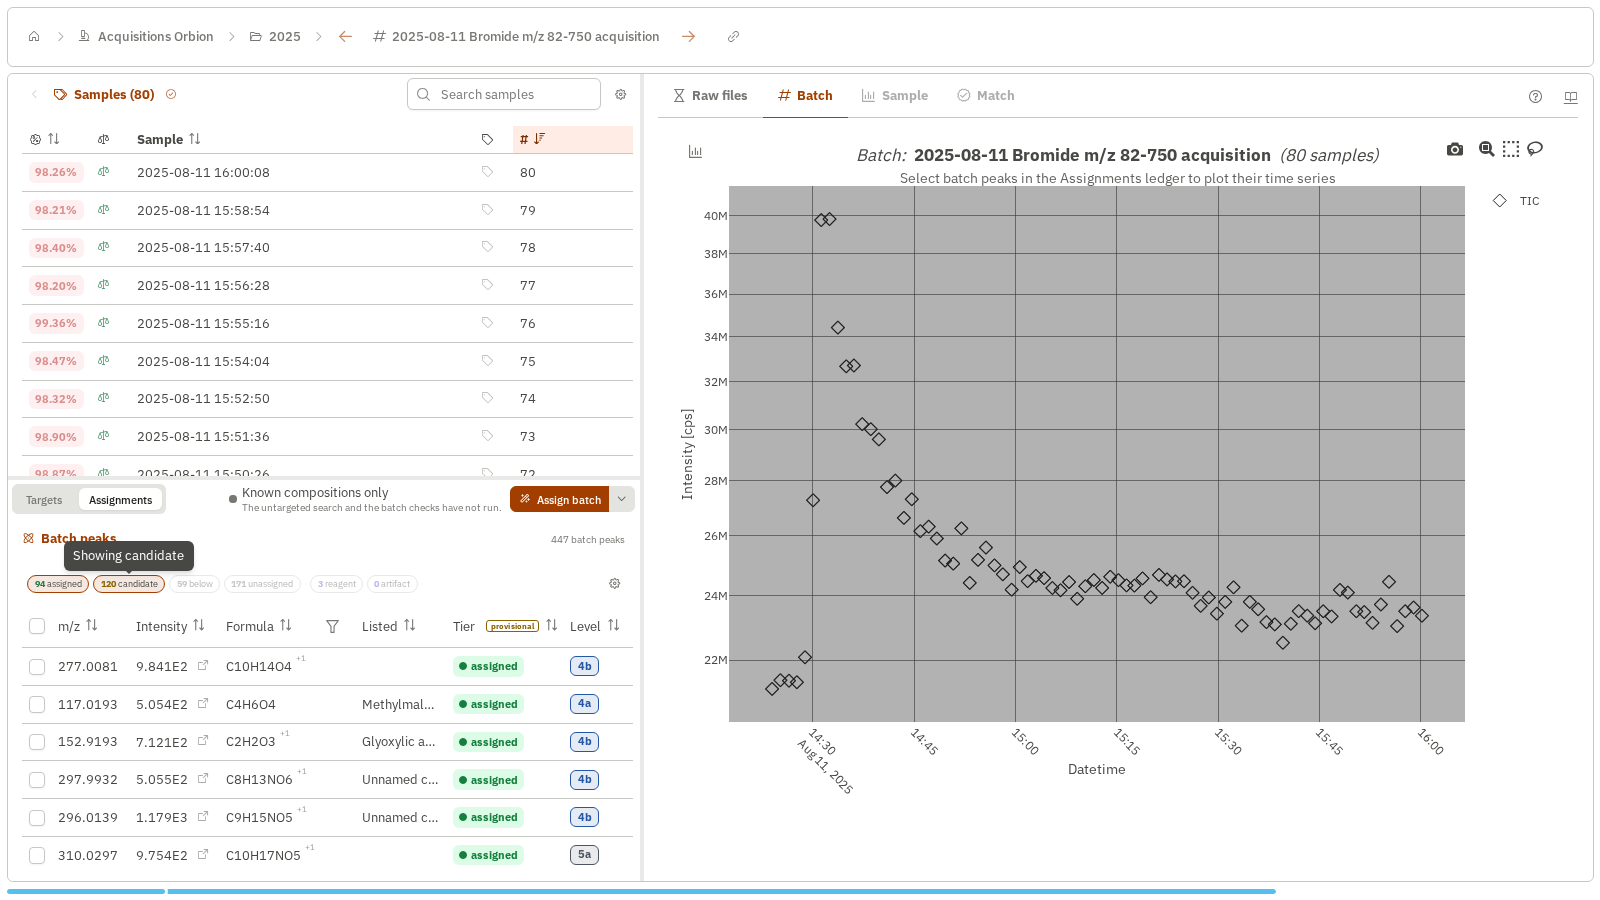 Acquisitions Orbion
2025
2025-08-11 Bromide m/z 82-750 acquisition
Samples (80)
Search samples
Sample
#
98.26% 2025-08-11 16:00:08 80
98.21% 2025-08-11 15:58:54 79
98.40% 2025-08-11 15:57:40 78
98.20% 2025-08-11 15:56:28 77
99.36% 2025-08-11 15:55:16 76
98.47% 2025-08-11 15:54:04 75
98.32% 2025-08-11 15:52:50 74
98.90% 2025-08-11 15:51:36 73
98.87% 2025-08-11 15:50:26 72
Targets
Assignments
Known compositions only
The untargeted search and the batch checks have not run.
Assign batch
Batch peaks
447 batch peaks
Showing candidate
94 assigned
120 candidate
59 below
171 unassigned
3 reagent
0 artifact
m/z Intensity Formula Listed Tier provisional Level
277.0081 9.841E2 C10H14O4 +1 assigned 4b
117.0193 5.054E2 C4H6O4 Methylmal... assigned 4a
152.9193 7.121E2 C2H2O3 +1 Glyoxylic a... assigned 4b
297.9932 5.055E2 C8H13NO6 +1 Unnamed c... assigned 4b
296.0139 1.179E3 C9H15NO5 +1 Unnamed c... assigned 4b
310.0297 9.754E2 C10H17NO5 +1 assigned 5a
Raw files
# Batch
Sample
Match
Batch: 2025-08-11 Bromide m/z 82-750 acquisition (80 samples)
Select batch peaks in the Assignments ledger to plot their time series
TIC
40M
38M
36M
34M
32M
30M
28M
26M
24M
22M
Intensity [cps]
14:30
Aug 11, 2025
14:45
15:00
15:15
15:30
15:45
16:00
Datetime